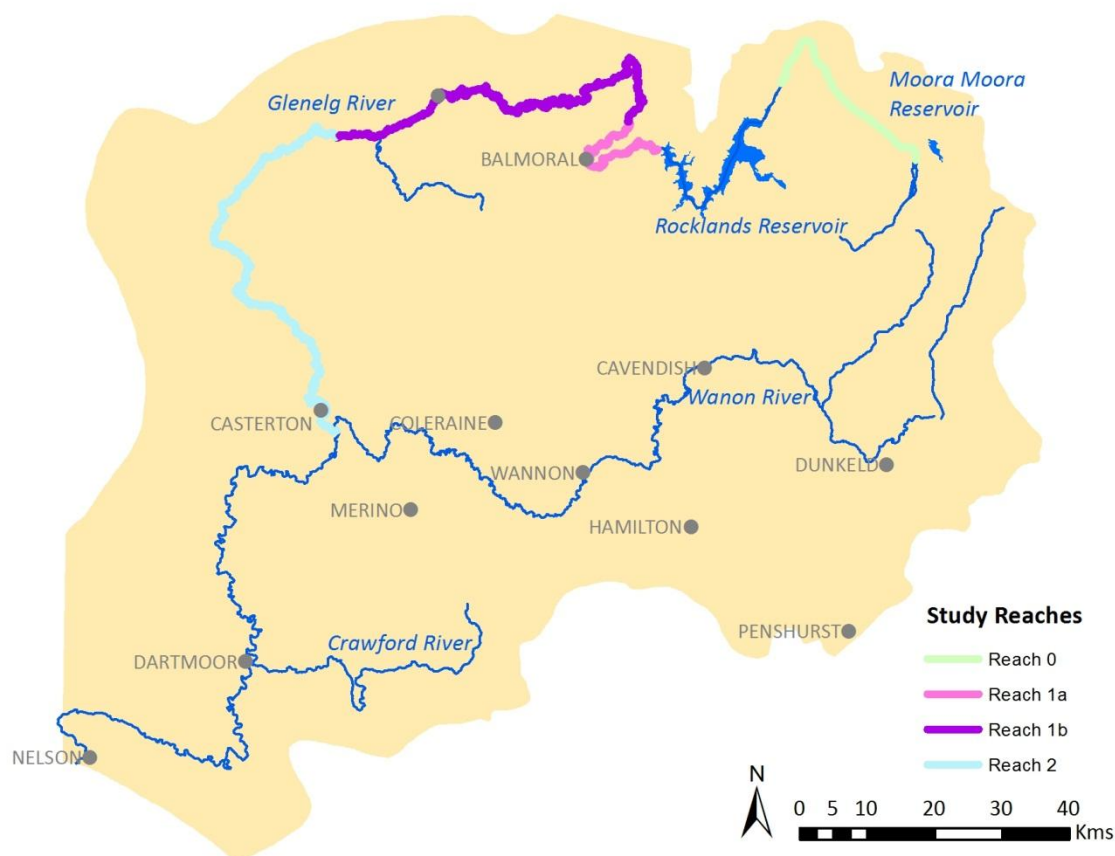 Moora Moora
Reservoir
Glenelg River
BALMORAL
Rocklands Reservoir
CAVENDISH
Wanon River
CASTERTON
COLERAINE
DUNKELD
WANNON
MERINO
HAMILTON
Study Reaches
PENSHURST
Crawford River
DARTMOOR
Reach 0
Reach 1a
Reach 1b
NELSON
Reach 2
N
0 5 10 20 30 40
Kms